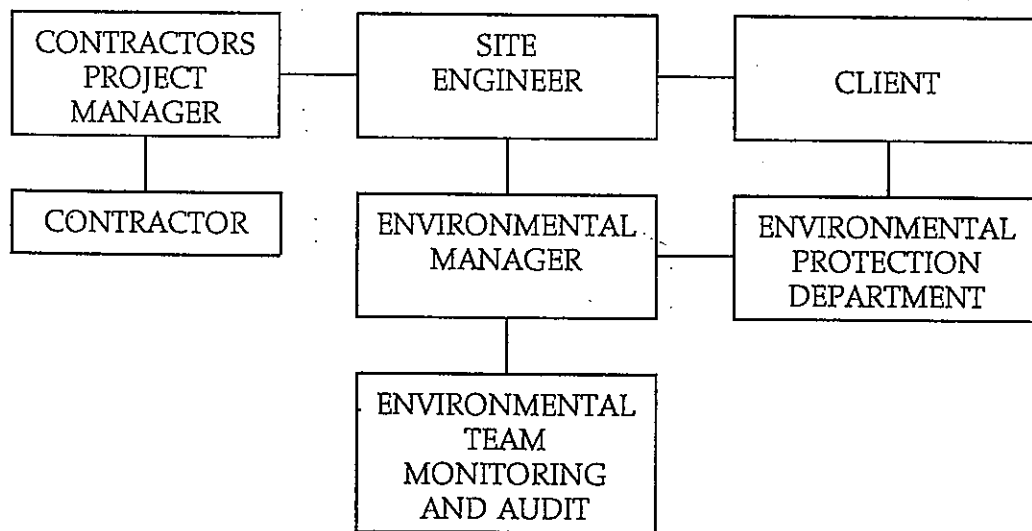 CONTRACTORS
PROJECT
MANAGER
SITE
ENGINEER
CLIENT
CONTRACTOR
ENVIRONMENTAL
MANAGER
ENVIRONMENTAL
PROTECTION
DEPARTMENT
ENVIRONMENTAL
TEAM
MONITORING
AND AUDIT